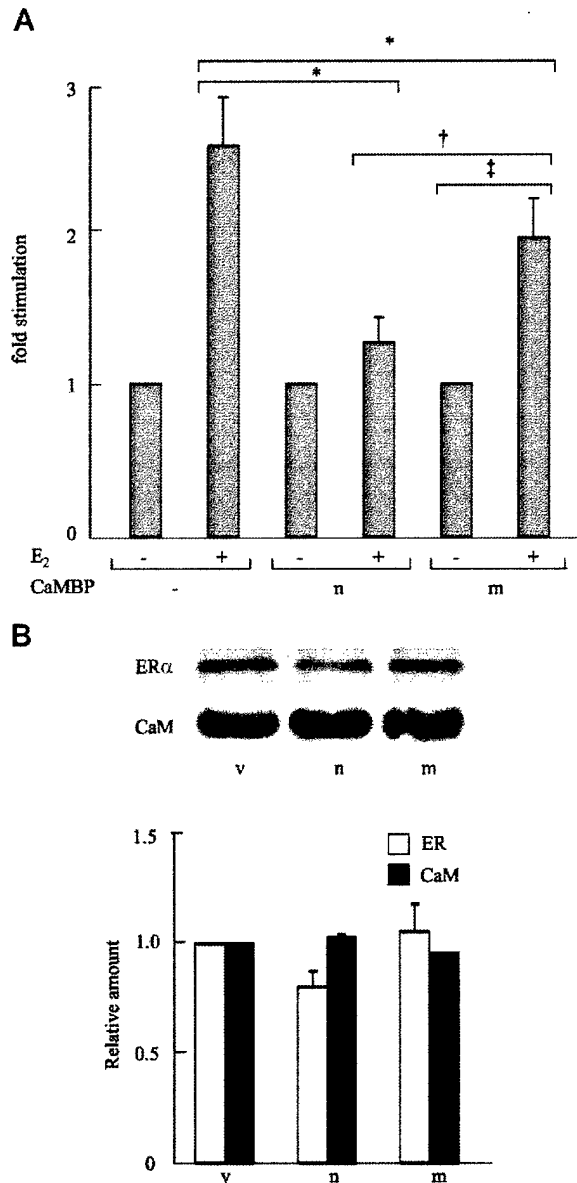 A
*
*
3
†
‡
2
fold stimulation
1
0
E₂ - + - + - +
CaMBP - n m
B
ERα
CaM
v n m
1.5
ER
CaM
1.0
Relative amount
0.5
0
v n m